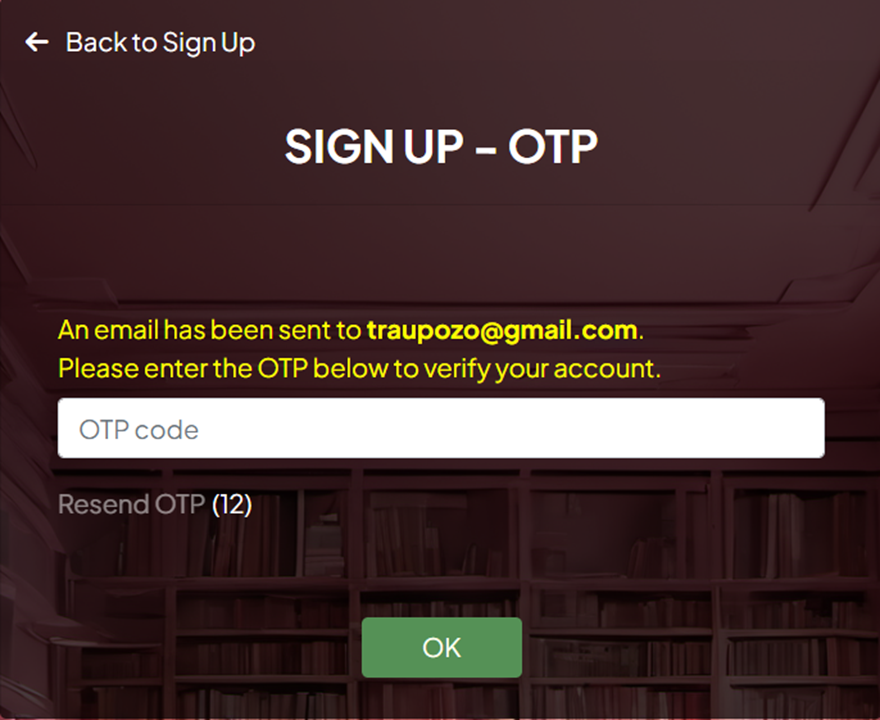 ← Back to Sign Up
SIGN UP – OTP
An email has been sent to traupozo@gmail.com.
Please enter the OTP below to verify your account.
OTP code
Resend OTP (12)
OK